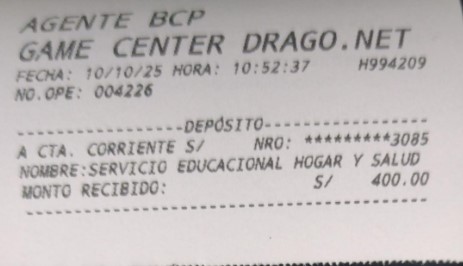 AGENTE BCP
GAME CENTER DRAGO.NET
FECHA: 10/10/25 HORA: 10:52:37 H994209
NO.OPE: 004226
--------------------DEPÓSITO--------------------
A CTA. CORRIENTE S/ NRO: *********3085
NOMBRE:SERVICIO EDUCACIONAL HOGAR Y SALUD
MONTO RECIBIDO: S/ 400.00
------------------------------------------------